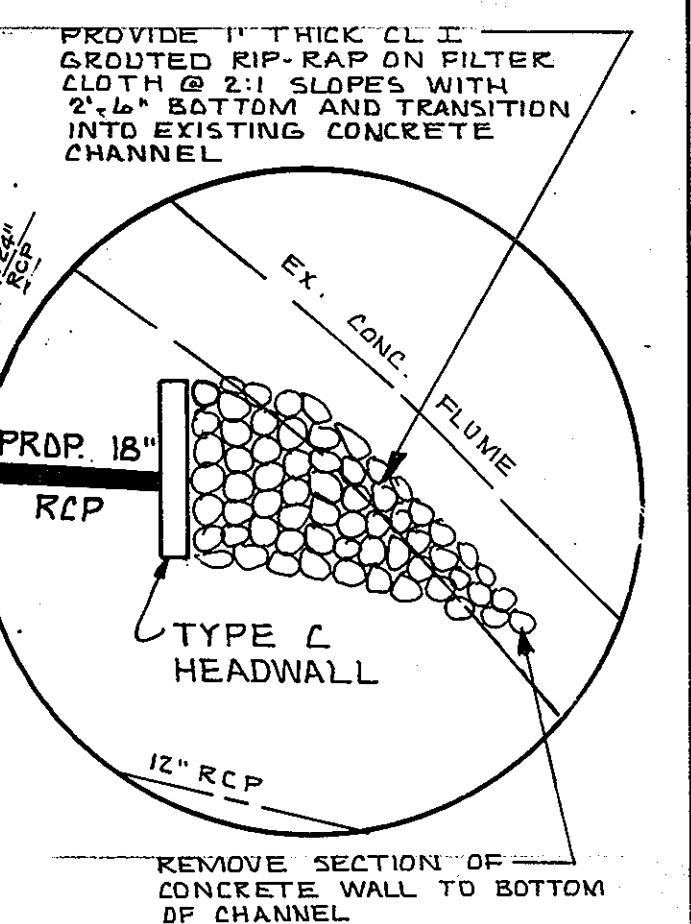 PROVIDE 1' THICK CL I
GROUTED RIP-RAP ON FILTER
CLOTH @ 2:1 SLOPES WITH
2'-6" BOTTOM AND TRANSITION
INTO EXISTING CONCRETE
CHANNEL
24"
RCP
EX. CONC. FLUME
PROP. 18"
RCP
TYPE C
HEADWALL
12" RCP
REMOVE SECTION OF
CONCRETE WALL TO BOTTOM
OF CHANNEL